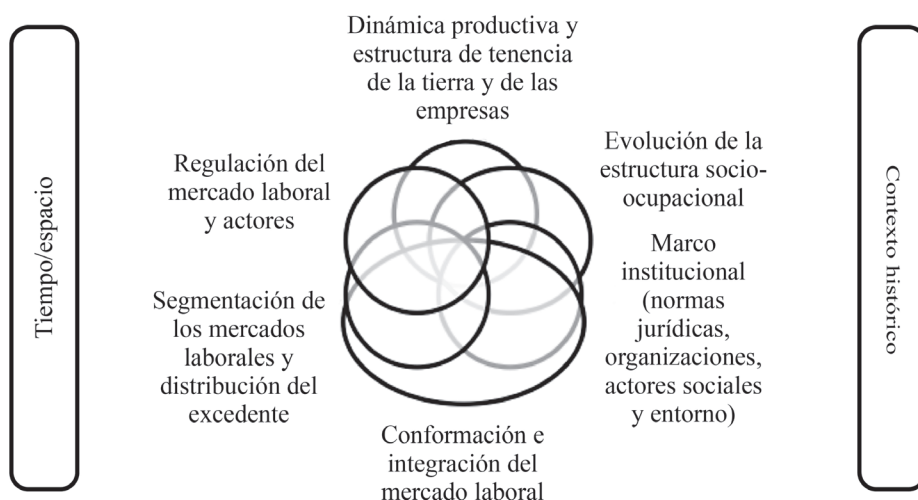 Tiempo/espacio
Dinámica productiva y
estructura de tenencia
de la tierra y de las
empresas
Regulación del
mercado laboral
y actores
Evolución de la
estructura socio-
ocupacional
Segmentación de
los mercados
laborales y
distribución del
excedente
Marco
institucional
(normas
jurídicas,
organizaciones,
actores sociales
y entorno)
Conformación e
integración del
mercado laboral
Contexto histórico